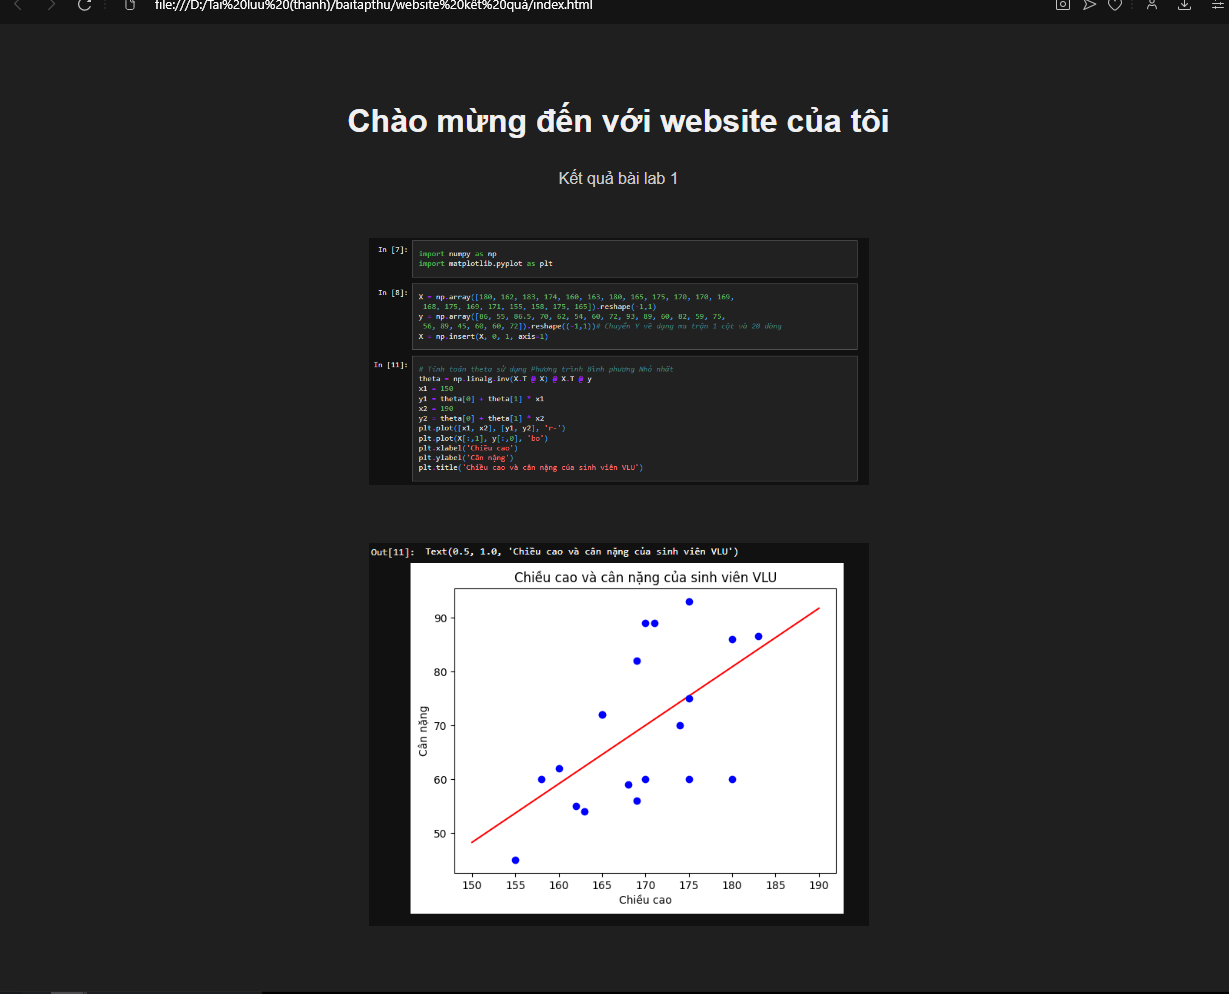 file:///D:/Tai%20luu%20(thanh)/baitapthu/website%20kết%20quả/index.html
Chào mừng đến với website của tôi
Kết quả bài lab 1
In [7]:
import numpy as np
import matplotlib.pyplot as plt
In [8]:
X = np.array([180, 162, 183, 174, 160, 163, 180, 165, 175, 170, 170, 169,
168, 175, 169, 171, 155, 158, 175, 165]).reshape(-1,1)
y = np.array([86, 55, 86.5, 70, 62, 54, 60, 72, 93, 89, 60, 82, 59, 75,
56, 89, 45, 60, 60, 72]).reshape((-1,1))# Chuyển Y về dạng ma trận 1 cột và 20 dòng
X = np.insert(X, 0, 1, axis=1)
In [11]:
# Tính toán theta sử dụng Phương trình Bình phương Nhỏ nhất
theta = np.linalg.inv(X.T @ X) @ X.T @ y
x1 = 150
y1 = theta[0] + theta[1] * x1
x2 = 190
y2 = theta[0] + theta[1] * x2
plt.plot([x1, x2], [y1, y2], 'r-')
plt.plot(X[:,1], y[:,0], 'bo')
plt.xlabel('Chiều cao')
plt.ylabel('Cân nặng')
plt.title('Chiều cao và cân nặng của sinh viên VLU')
Out[11]: Text(0.5, 1.0, 'Chiều cao và cân nặng của sinh viên VLU')
Chiều cao và cân nặng của sinh viên VLU
90
80
70
60
50
Cân nặng
150 155 160 165 170 175 180 185 190
Chiều cao